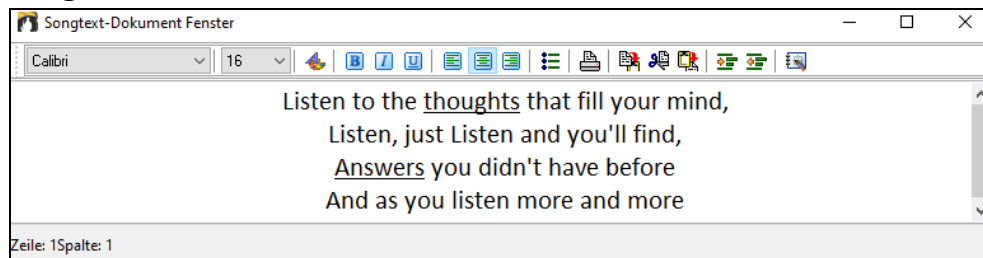 Songtext-Dokument Fenster
Calibri 16 B I U
Listen to the thoughts that fill your mind,
Listen, just Listen and you'll find,
Answers you didn't have before
And as you listen more and more
Zeile: 1Spalte: 1